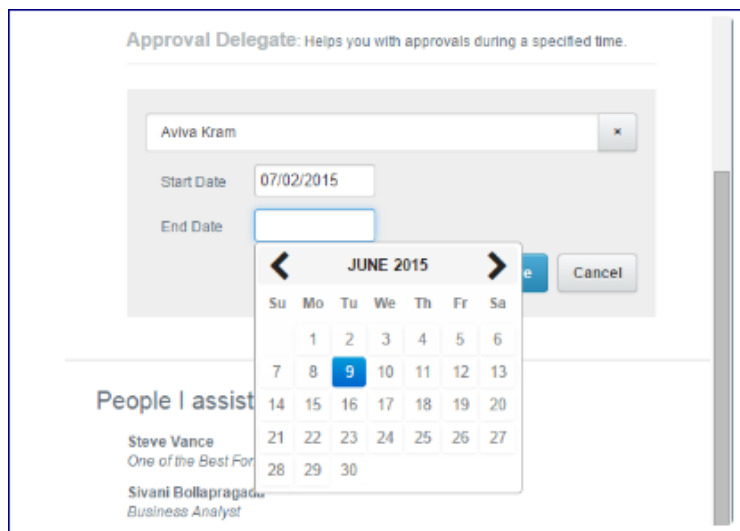 Approval Delegate: Helps you with approvals during a specified time.
Aviva Kram
×
Start Date 07/02/2015
End Date
JUNE 2015
e Cancel
Su Mo Tu We Th Fr Sa
1 2 3 4 5 6
7 8 9 10 11 12 13
14 15 16 17 18 19 20
21 22 23 24 25 26 27
28 29 30
People I assist
Steve Vance
One of the Best For
Sivani Bollapragada
Business Analyst